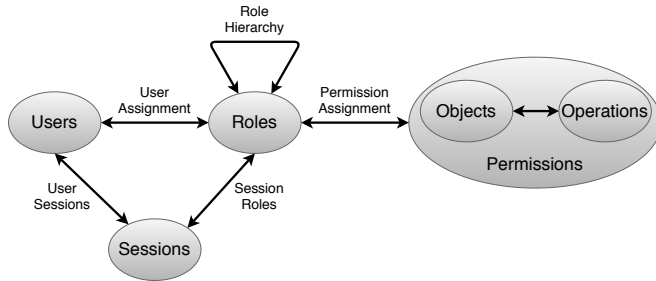 Role
Hierarchy
User
Assignment
Permission
Assignment
Users
Roles
Objects
Operations
Permissions
User
Sessions
Session
Roles
Sessions